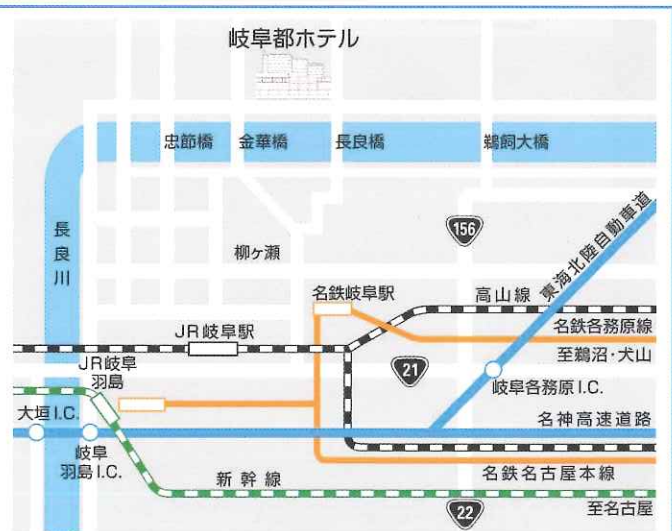 岐阜都ホテル
忠節橋
金華橋
長良橋
鵜飼大橋
長良川
柳ヶ瀬
156
東海北陸自動車道
名鉄岐阜駅
高山線
JR岐阜駅
名鉄各務原線
至鵜沼・犬山
JR岐阜
羽島
21
岐阜各務原I.C.
大垣I.C.
名神高速道路
岐阜
羽島I.C.
新幹線
名鉄名古屋本線
22
至名古屋